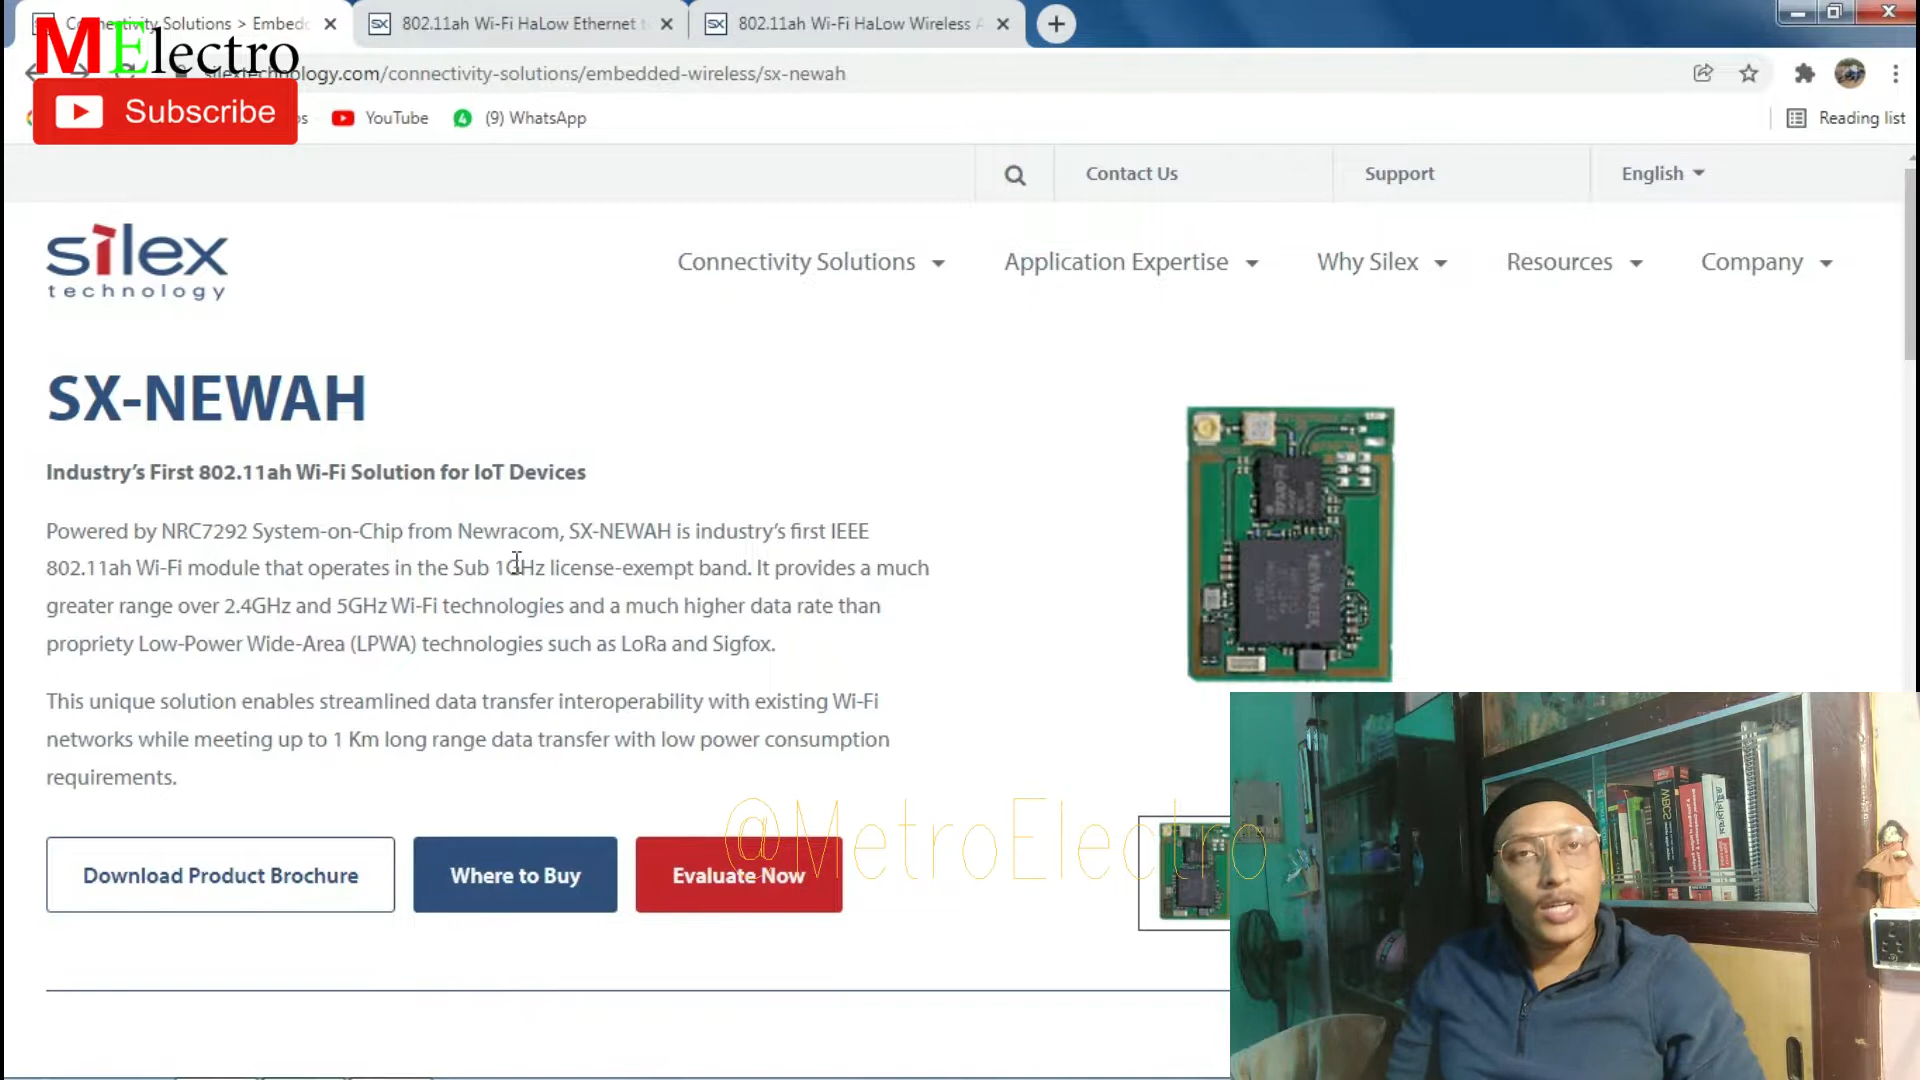 Connectivity Solutions > Embed
802.11ah Wi-Fi HaLow Ethernet t
802.11ah Wi-Fi HaLow Wireless A
MElectro
silextechnology.com/connectivity-solutions/embedded-wireless/sx-newah
Subscribe
YouTube
(9) WhatsApp
Reading list
Contact Us
Support
English
silex
technology
Connectivity Solutions
Application Expertise
Why Silex
Resources
Company
SX-NEWAH
Industry's First 802.11ah Wi-Fi Solution for IoT Devices
Powered by NRC7292 System-on-Chip from Newracom, SX-NEWAH is industry's first IEEE
802.11ah Wi-Fi module that operates in the Sub 1GHz license-exempt band. It provides a much
greater range over 2.4GHz and 5GHz Wi-Fi technologies and a much higher data rate than
propriety Low-Power Wide-Area (LPWA) technologies such as LoRa and Sigfox.
This unique solution enables streamlined data transfer interoperability with existing Wi-Fi
networks while meeting up to 1 Km long range data transfer with low power consumption
requirements.
@MetroElectro
Download Product Brochure
Where to Buy
Evaluate Now